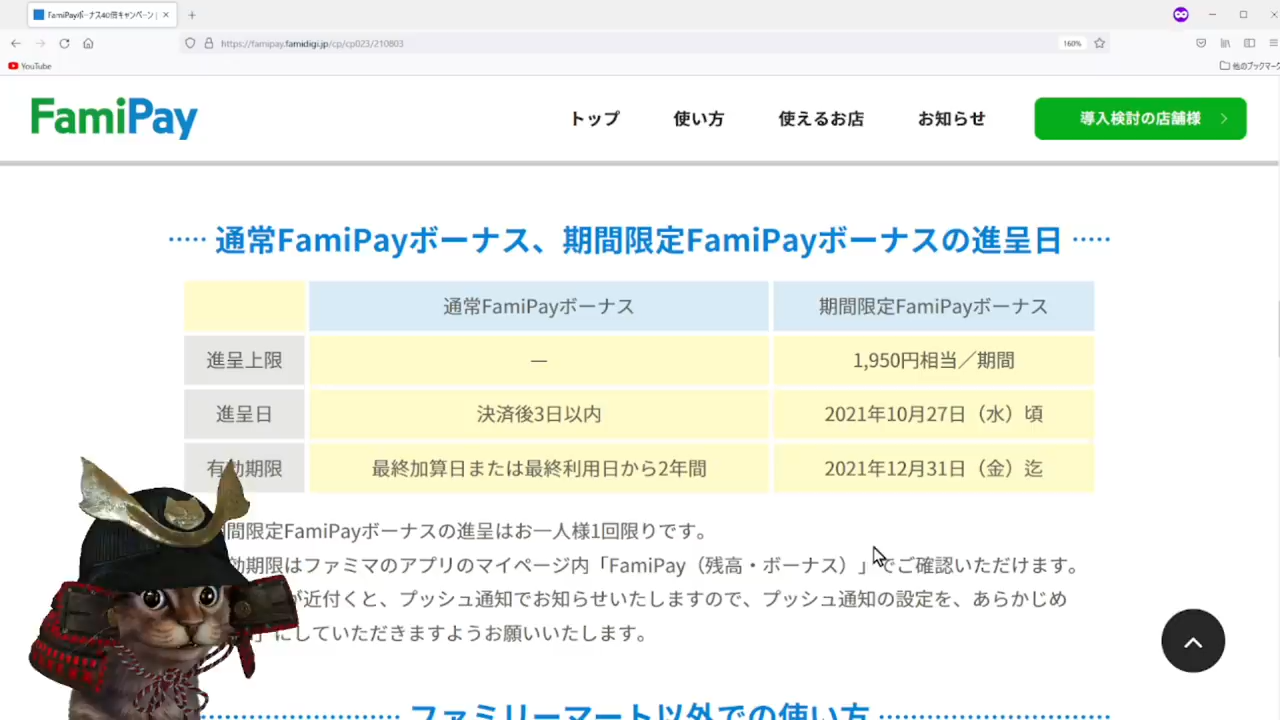 FamiPayボーナス40倍キャンペーン |
https://famipay.famidigi.jp/cp/cp023/210803
160%
YouTube
他のブックマーク
FamiPay
トップ
使い方
使えるお店
お知らせ
導入検討の店舗様
通常FamiPayボーナス、期間限定FamiPayボーナスの進呈日
通常FamiPayボーナス
期間限定FamiPayボーナス
進呈上限
—
1,950円相当／期間
進呈日
決済後3日以内
2021年10月27日（水）頃
有効期限
最終加算日または最終利用日から2年間
2021年12月31日（金）迄
間限定FamiPayボーナスの進呈はお一人様1回限りです。
効期限はファミマのアプリのマイページ内「FamiPay（残高・ボーナス）」でご確認いただけます。
が近付くと、プッシュ通知でお知らせいたしますので、プッシュ通知の設定を、あらかじめ
」にしていただきますようお願いいたします。
ファミリーマート以外での使い方